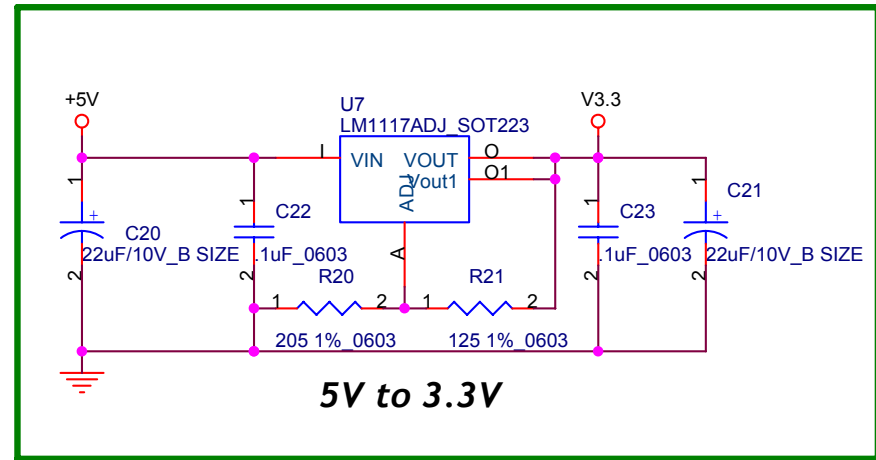 +5V
V3.3
U7
LM1117ADJ_SOT223
I
VIN
VOUT
O
Vout1
O1
ADJ
A
1
+
C20
22uF/10V_B SIZE
2
1
C22
.1uF_0603
2
1
C23
.1uF_0603
2
1
+
C21
22uF/10V_B SIZE
2
R20
1
2
205 1%_0603
R21
1
2
125 1%_0603
5V to 3.3V